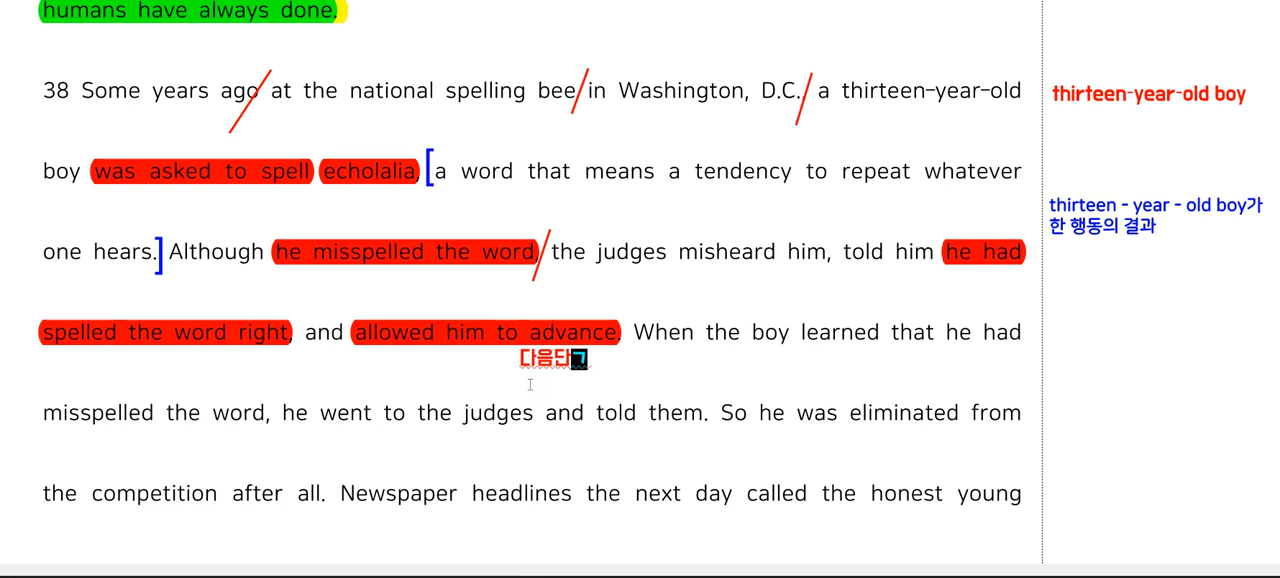 humans have always done.
38 Some years ago at the national spelling bee in Washington, D.C. a thirteen-year-old
thirteen-year-old boy
boy was asked to spell echolalia, a word that means a tendency to repeat whatever
thirteen - year - old boy가
한 행동의 결과
one hears. Although he misspelled the word, the judges misheard him, told him he had
spelled the word right, and allowed him to advance. When the boy learned that he had
다음단ㄱ
misspelled the word, he went to the judges and told them. So he was eliminated from
the competition after all. Newspaper headlines the next day called the honest young